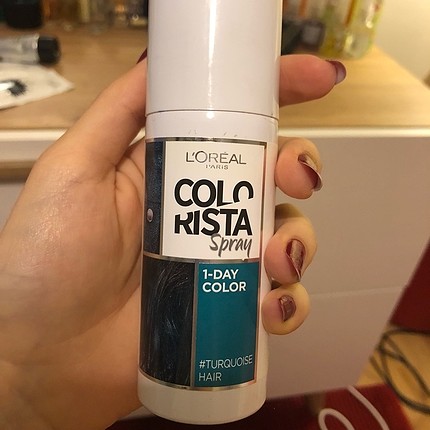 L'ORÉAL
PARIS
COLO
RISTA
Spray
1-DAY
COLOR
#TURQUOISE
HAIR